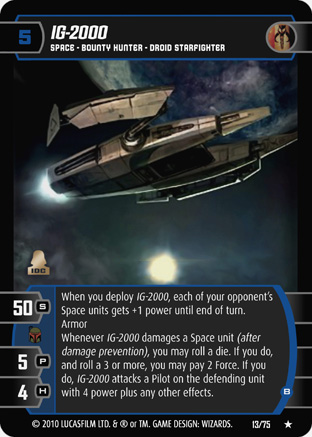 5
IG-2000
SPACE - BOUNTY HUNTER - DROID STARFIGHTER
IDC
50 S
5 P
4 H
When you deploy IG-2000, each of your opponent's
Space units gets +1 power until end of turn.
Armor
Whenever IG-2000 damages a Space unit (after
damage prevention), you may roll a die. If you do,
and roll a 3 or more, you may pay 2 Force. If you
do, IG-2000 attacks a Pilot on the defending unit
with 4 power plus any other effects.
B
© 2010 LUCASFILM LTD. & ® or TM. GAME DESIGN: WIZARDS. 13/75 ★